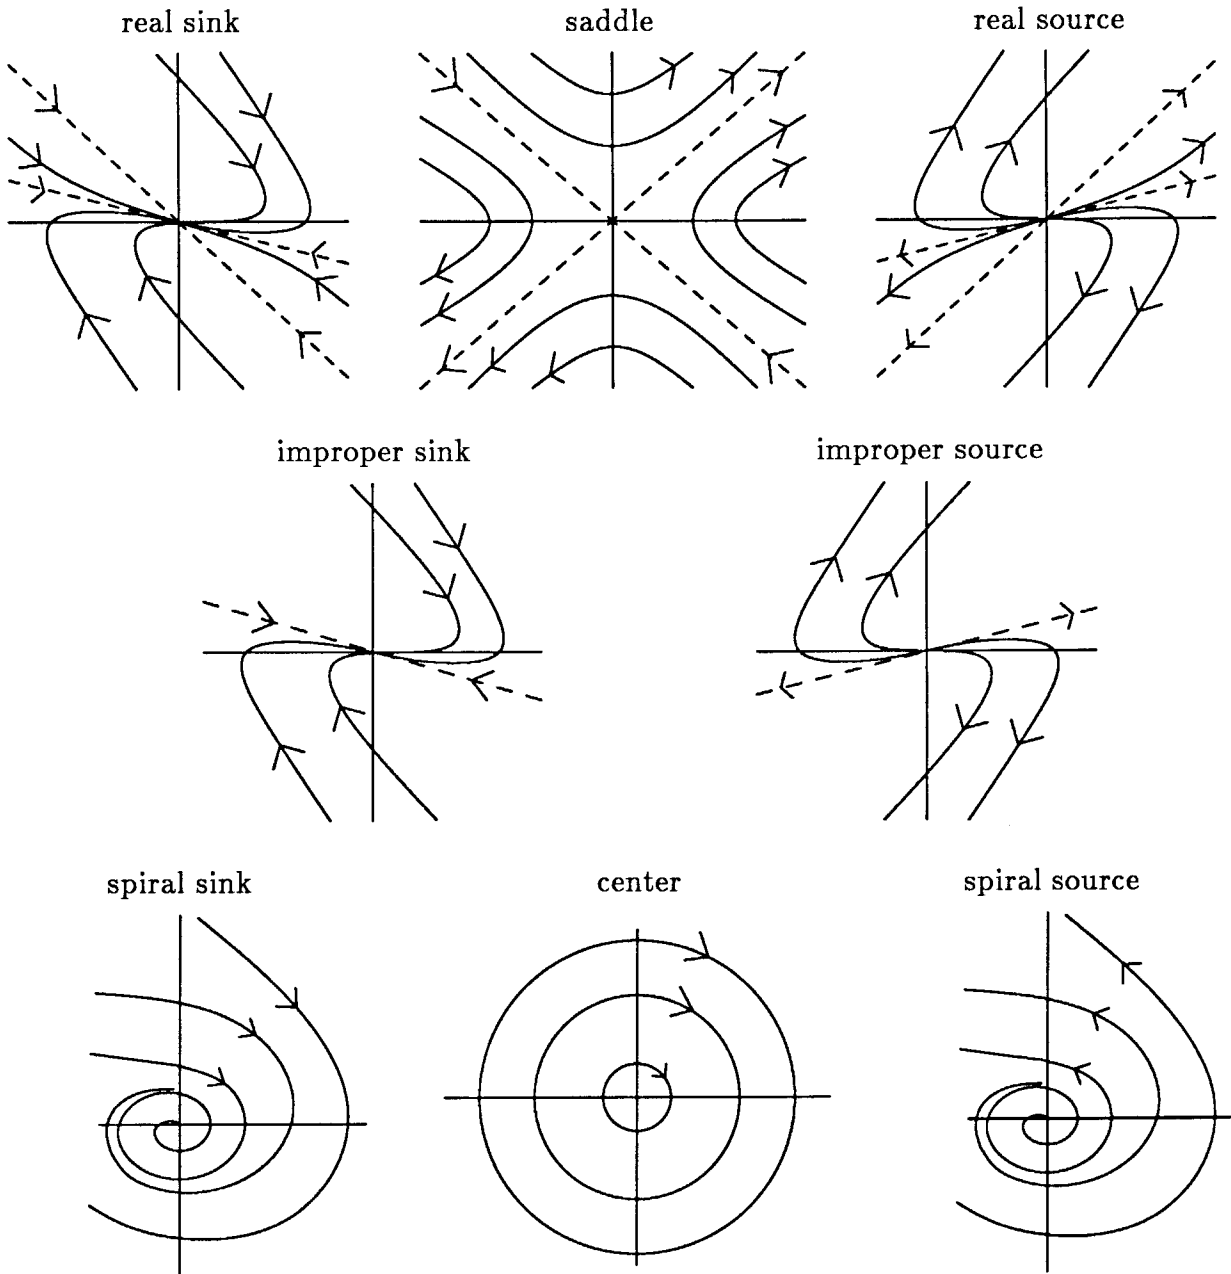 real sink
saddle
real source
improper sink
improper source
spiral sink
center
spiral source